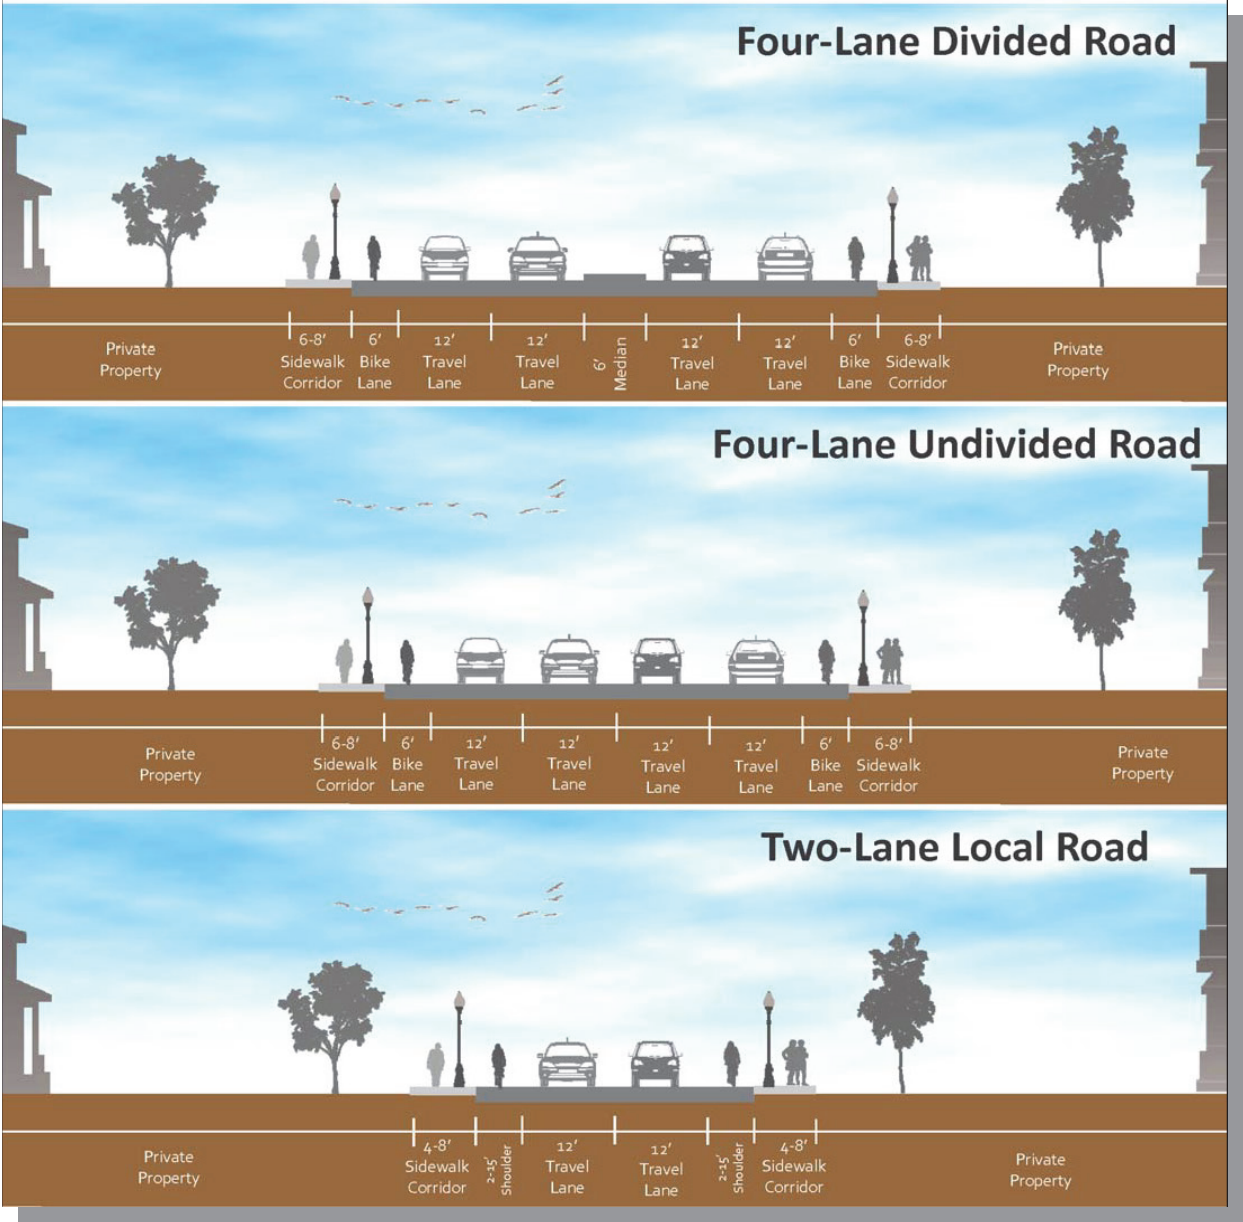 Four-Lane Divided Road
Private
Property
6-8'
Sidewalk
Corridor
6'
Bike
Lane
12'
Travel
Lane
12'
Travel
Lane
6'
Median
12'
Travel
Lane
12'
Travel
Lane
6'
Bike
Lane
6-8'
Sidewalk
Corridor
Private
Property
Four-Lane Undivided Road
Private
Property
6-8'
Sidewalk
Corridor
6'
Bike
Lane
12'
Travel
Lane
12'
Travel
Lane
12'
Travel
Lane
12'
Travel
Lane
6'
Bike
Lane
6-8'
Sidewalk
Corridor
Private
Property
Two-Lane Local Road
Private
Property
4-8'
Sidewalk
Corridor
2-15'
Shoulder
12'
Travel
Lane
12'
Travel
Lane
2-15'
Shoulder
4-8'
Sidewalk
Corridor
Private
Property